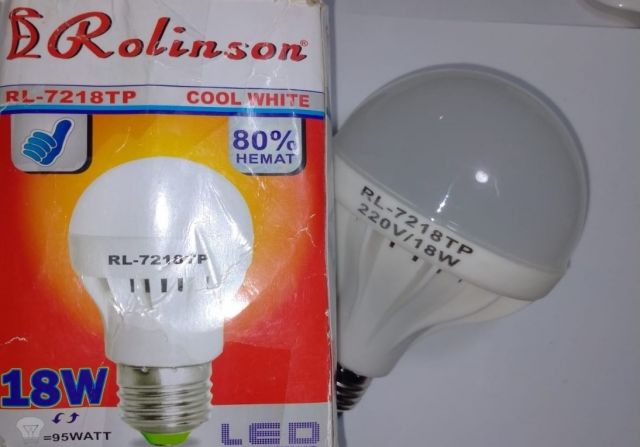 Rolinson®
RL-7218TP COOL WHITE
80%
HEMAT
RL-7218TP
18W
=95WATT
LED
RL-7218TP
220V/18W